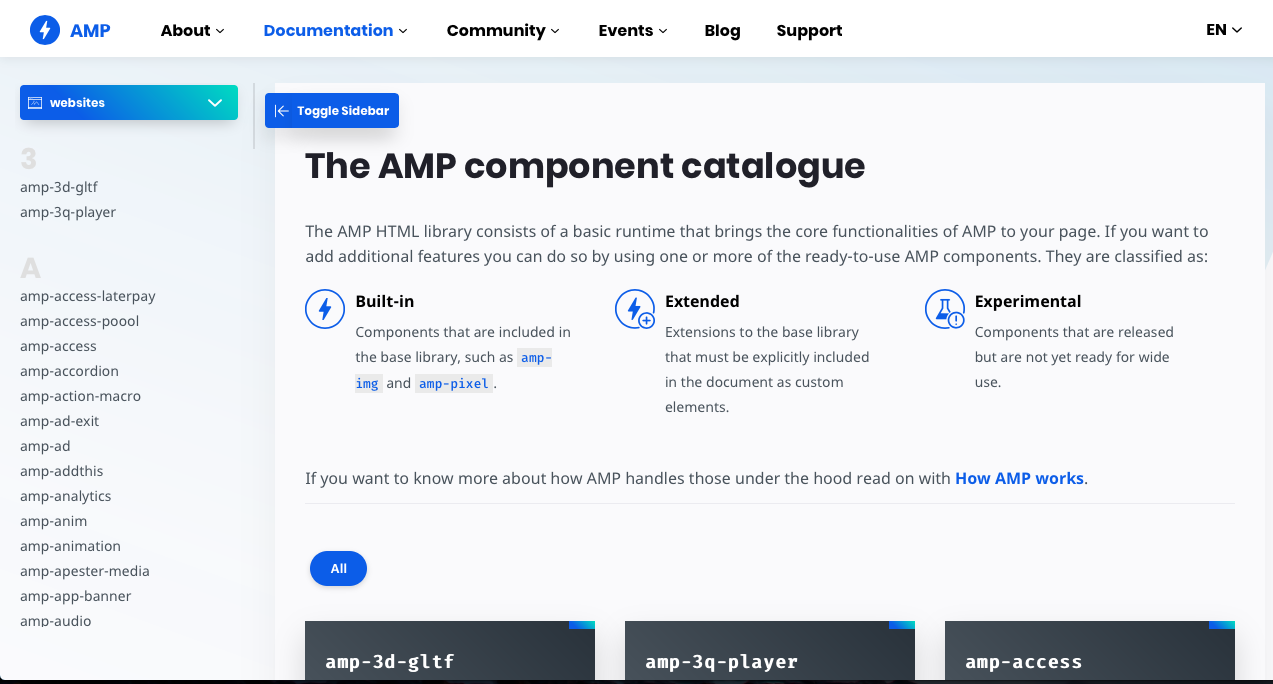 AMP
About
Documentation
Community
Events
Blog
Support
EN
websites
3
amp-3d-gltf
amp-3q-player
A
amp-access-laterpay
amp-access-poool
amp-access
amp-accordion
amp-action-macro
amp-ad-exit
amp-ad
amp-addthis
amp-analytics
amp-anim
amp-animation
amp-apester-media
amp-app-banner
amp-audio
Toggle Sidebar
The AMP component catalogue
The AMP HTML library consists of a basic runtime that brings the core functionalities of AMP to your page. If you want to
add additional features you can do so by using one or more of the ready-to-use AMP components. They are classified as:
Built-in
Components that are included in
the base library, such as amp-
img and amp-pixel.
Extended
Extensions to the base library
that must be explicitly included
in the document as custom
elements.
Experimental
Components that are released
but are not yet ready for wide
use.
If you want to know more about how AMP handles those under the hood read on with How AMP works.
All
amp-3d-gltf
amp-3q-player
amp-access